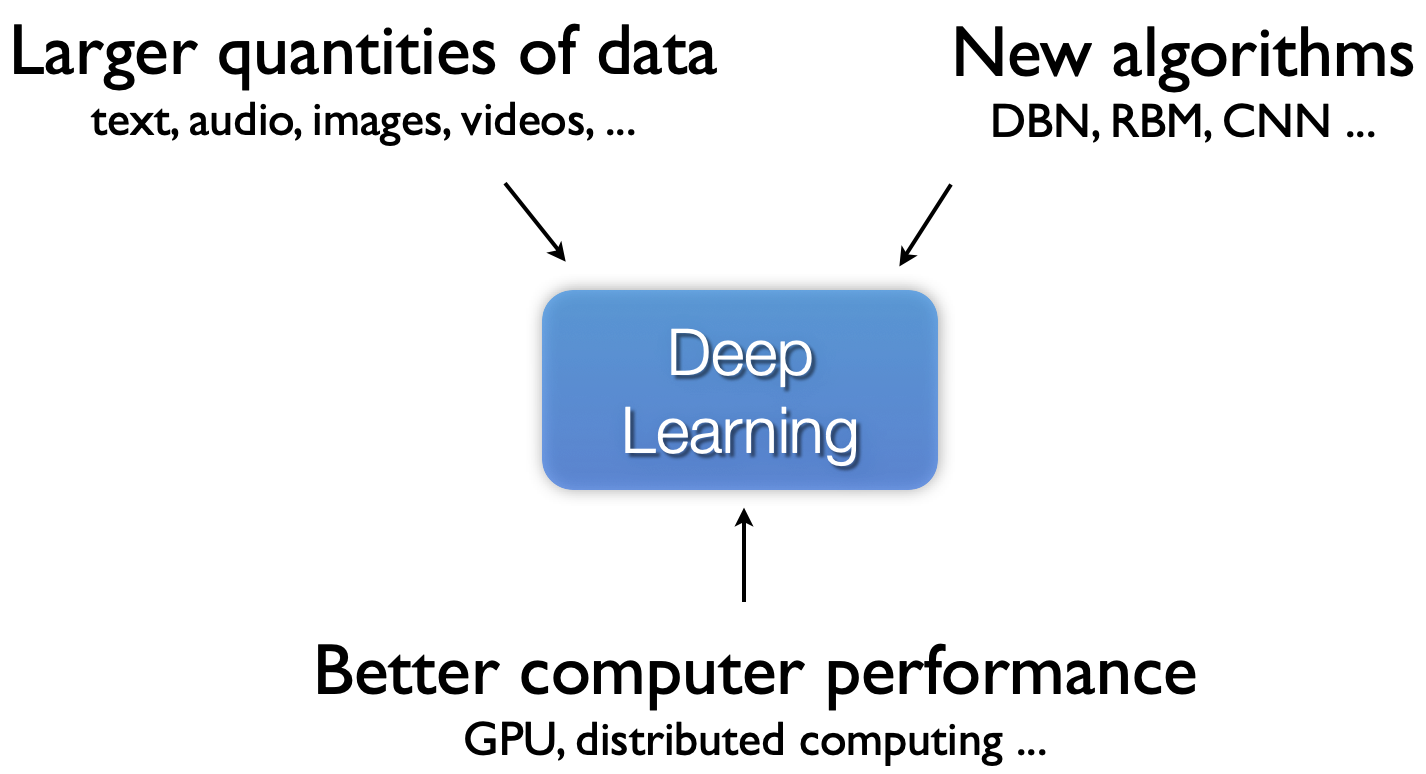 Larger quantities of data
text, audio, images, videos, ...
New algorithms
DBN, RBM, CNN ...
Deep
Learning
Better computer performance
GPU, distributed computing ...